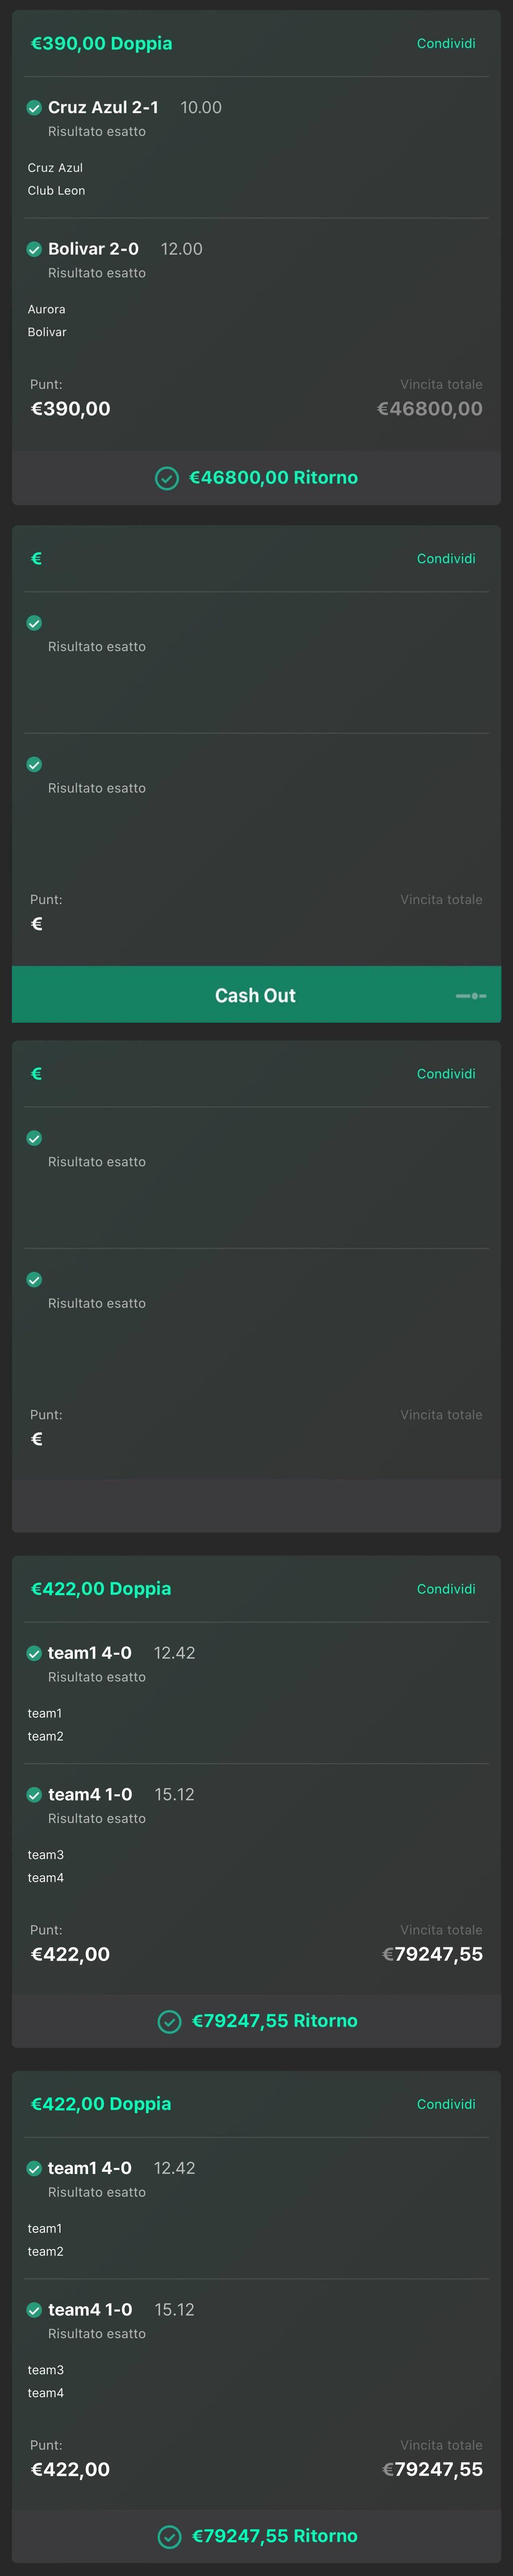 €390,00 Doppia Condividi
Cruz Azul 2-1 10.00
Risultato esatto
Cruz Azul
Club Leon
Bolivar 2-0 12.00
Risultato esatto
Aurora
Bolivar
Punt: Vincita totale
€390,00 €46800,00
€46800,00 Ritorno
€ Condividi
Risultato esatto
Risultato esatto
Punt: Vincita totale
€
Cash Out
€ Condividi
Risultato esatto
Risultato esatto
Punt: Vincita totale
€
€422,00 Doppia Condividi
team1 4-0 12.42
Risultato esatto
team1
team2
team4 1-0 15.12
Risultato esatto
team3
team4
Punt: Vincita totale
€422,00 €79247,55
€79247,55 Ritorno
€422,00 Doppia Condividi
team1 4-0 12.42
Risultato esatto
team1
team2
team4 1-0 15.12
Risultato esatto
team3
team4
Punt: Vincita totale
€422,00 €79247,55
€79247,55 Ritorno